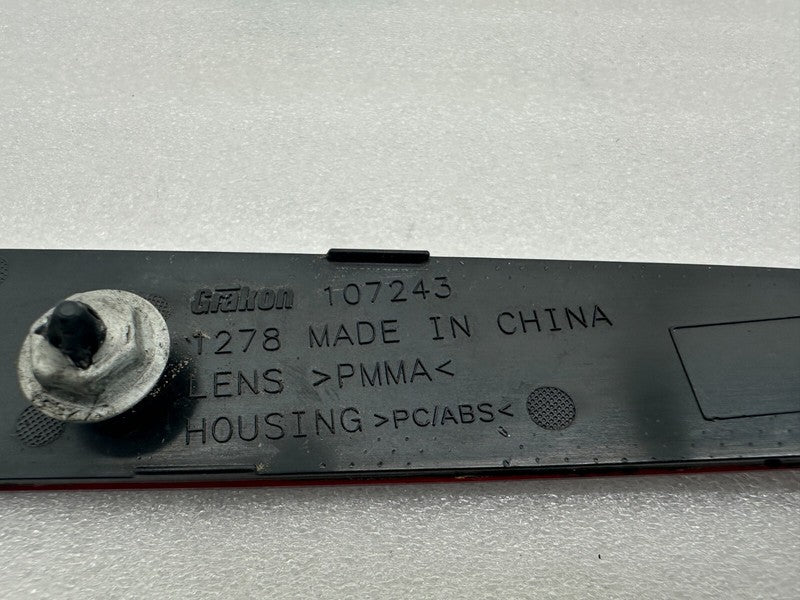 Grakon 107243
1278 MADE IN CHINA
LENS >PMMA<
HOUSING >PC/ABS<